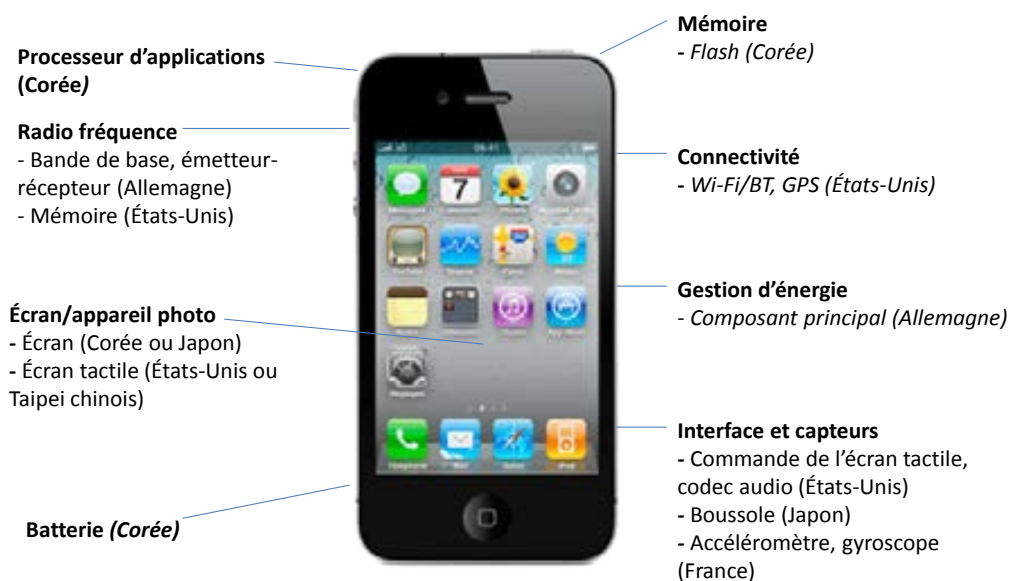 Processeur d’applications
(Corée)
Radio fréquence
- Bande de base, émetteur-
récepteur (Allemagne)
- Mémoire (États-Unis)
Écran/appareil photo
- Écran (Corée ou Japon)
- Écran tactile (États-Unis ou
Taipei chinois)
Batterie (Corée)
09:41
7
Mémoire
- Flash (Corée)
Connectivité
- Wi-Fi/BT, GPS (États-Unis)
Gestion d’énergie
- Composant principal (Allemagne)
Interface et capteurs
- Commande de l’écran tactile,
codec audio (États-Unis)
- Boussole (Japon)
- Accéléromètre, gyroscope
(France)